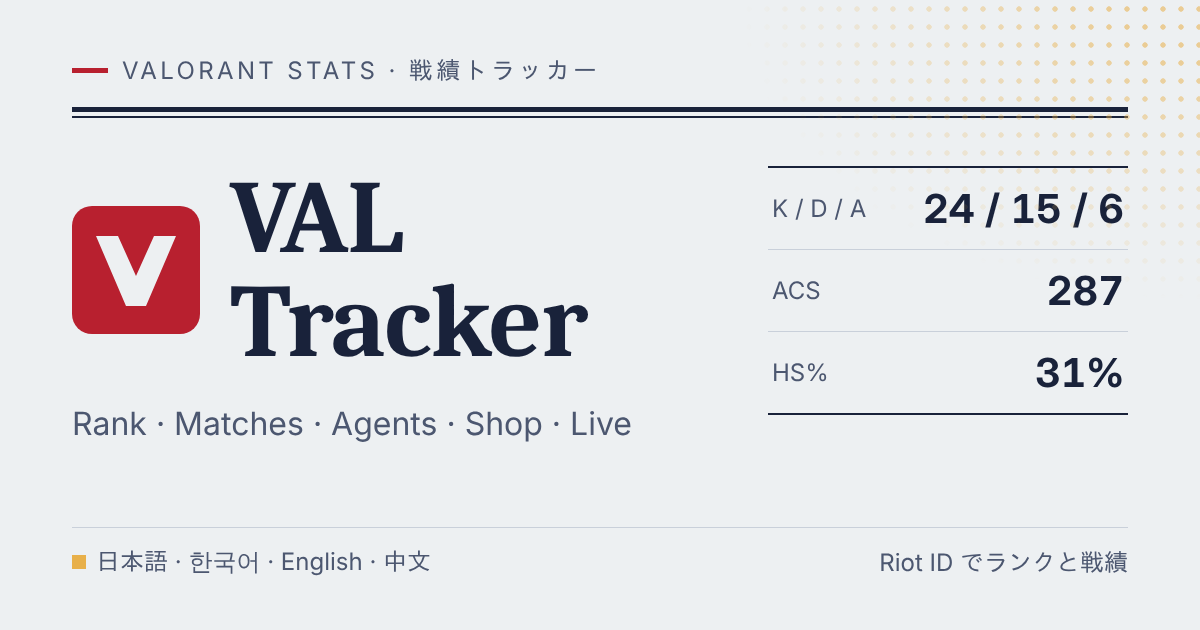 VALORANT STATS · 戦績トラッカー
V
VAL
Tracker
Rank · Matches · Agents · Shop · Live
K / D / A 24 / 15 / 6
ACS 287
HS% 31%
日本語 · 한국어 · English · 中文
Riot ID でランクと戦績